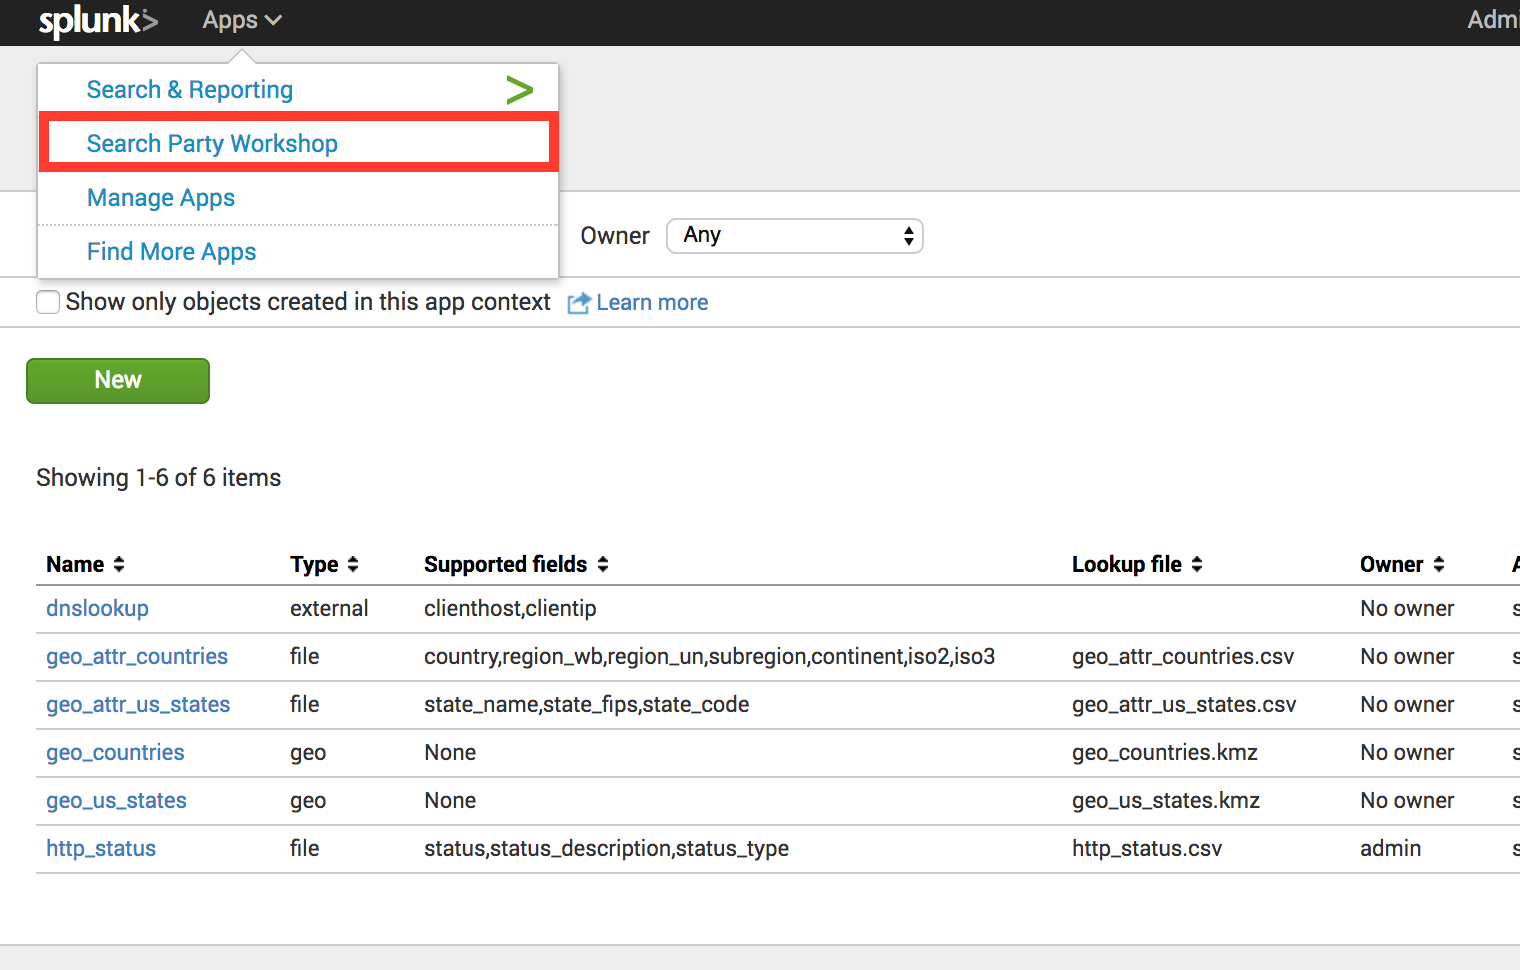 splunk> Apps Admi
Search & Reporting >
Search Party Workshop
Manage Apps
Find More Apps
Owner Any
Show only objects created in this app context Learn more
New
Showing 1-6 of 6 items
Name Type Supported fields Lookup file Owner A
dnslookup external clienthost,clientip No owner s
geo_attr_countries file country,region_wb,region_un,subregion,continent,iso2,iso3 geo_attr_countries.csv No owner s
geo_attr_us_states file state_name,state_fips,state_code geo_attr_us_states.csv No owner s
geo_countries geo None geo_countries.kmz No owner s
geo_us_states geo None geo_us_states.kmz No owner s
http_status file status,status_description,status_type http_status.csv admin s